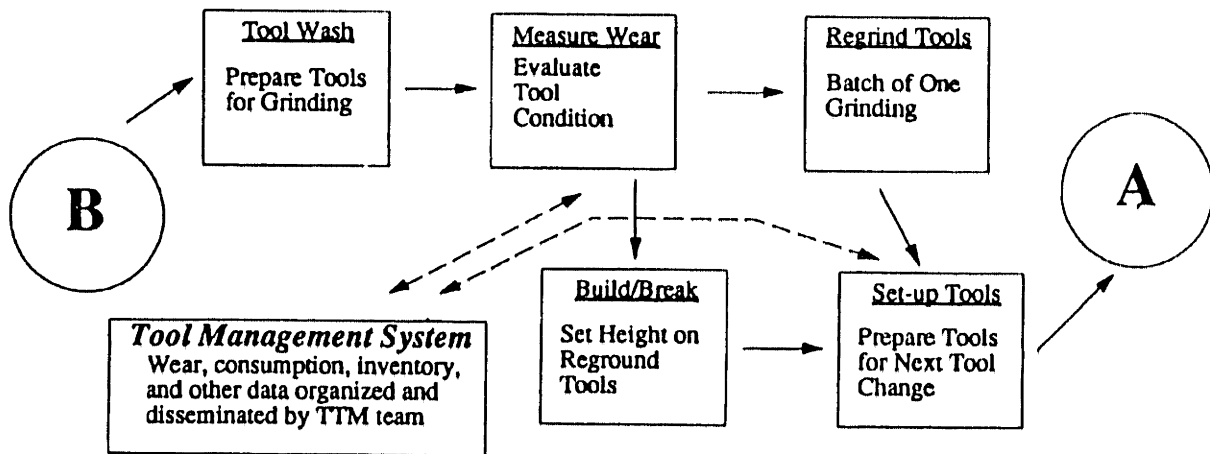 Tool Wash
Prepare Tools
for Grinding
Measure Wear
Evaluate
Tool
Condition
Regrind Tools
Batch of One
Grinding
B
A
Build/Break
Set Height on
Reground
Tools
Set-up Tools
Prepare Tools
for Next Tool
Change
Tool Management System
Wear, consumption, inventory,
and other data organized and
disseminated by TTM team